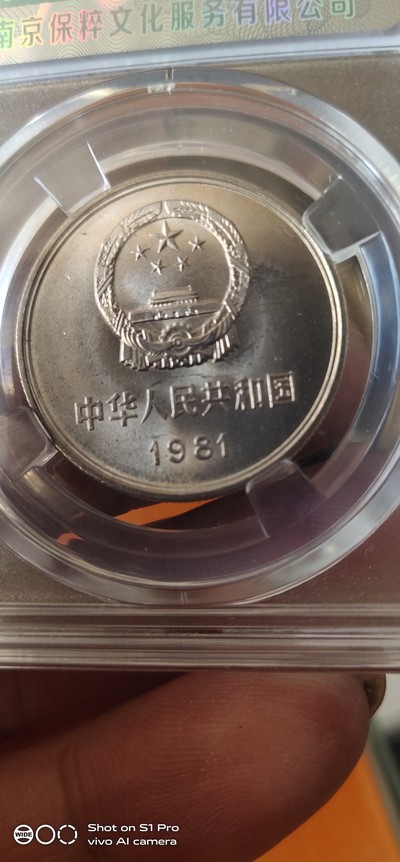 南京保粹文化服务有限公司
中华人民共和国
1981
WIDE
Shot on S1 Pro
vivo AI camera